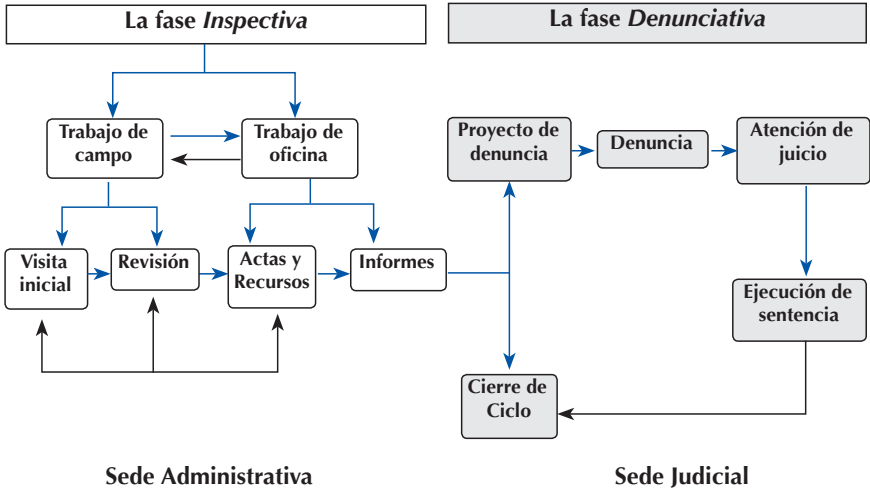 La fase Inspectiva
La fase Denunciativa
Trabajo de
campo
Trabajo de
oficina
Proyecto de
denuncia
Denuncia
Atención de
juicio
Visita
inicial
Revisión
Actas y
Recursos
Informes
Ejecución de
sentencia
Cierre de
Ciclo
Sede Administrativa
Sede Judicial